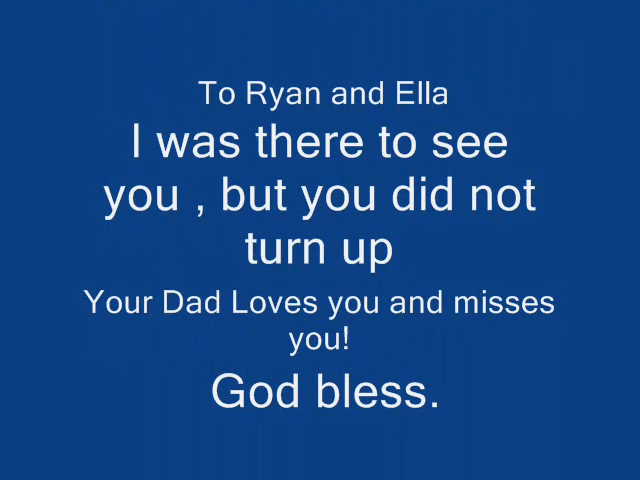 To Ryan and Ella
I was there to see
you , but you did not
turn up
Your Dad Loves you and misses
you!
God bless.